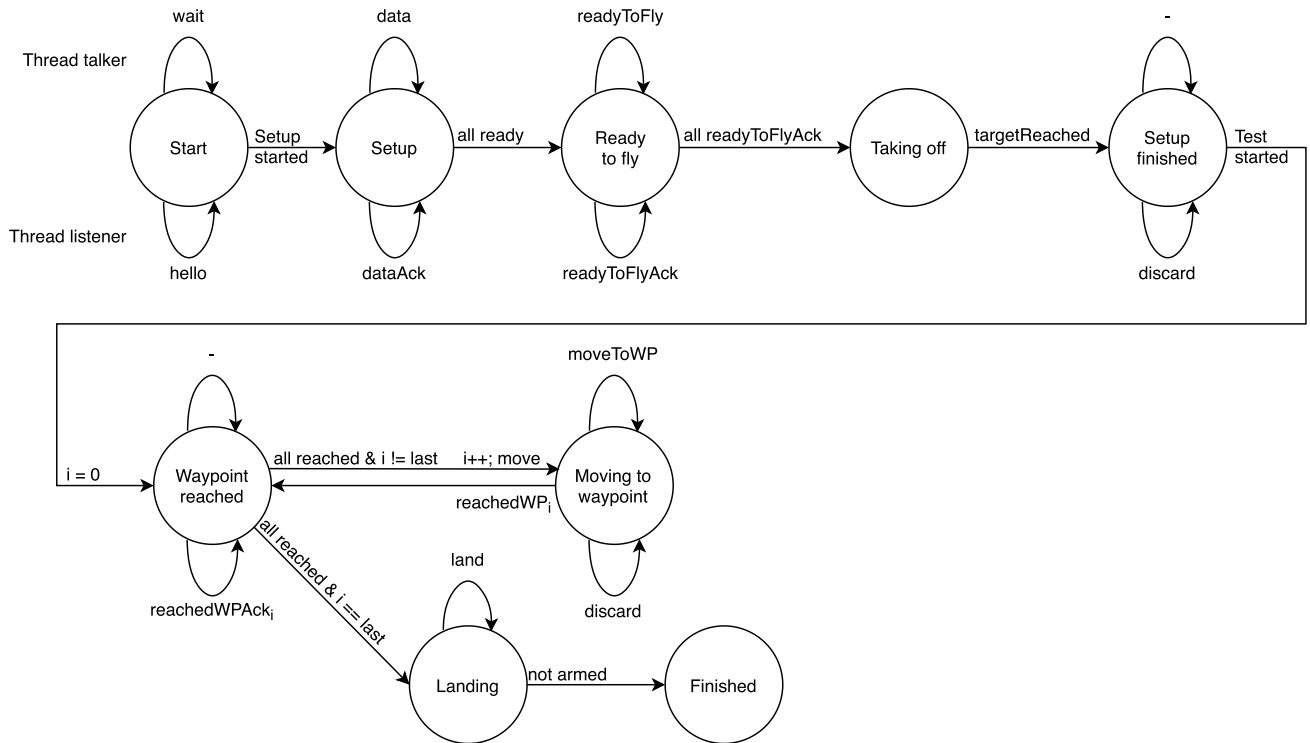 wait
data
readyToFly
-
Thread talker
Start
Setup
started
Setup
all ready
Ready
to fly
all readyToFlyAck
Taking off
targetReached
Setup
finished
Test
started
Thread listener
hello
dataAck
readyToFlyAck
discard
-
moveToWP
i = 0
Waypoint
reached
all reached & i != last
i++; move
reachedWPi
Moving to
waypoint
reachedWPAcki
all reached & i == last
discard
land
Landing
not armed
Finished